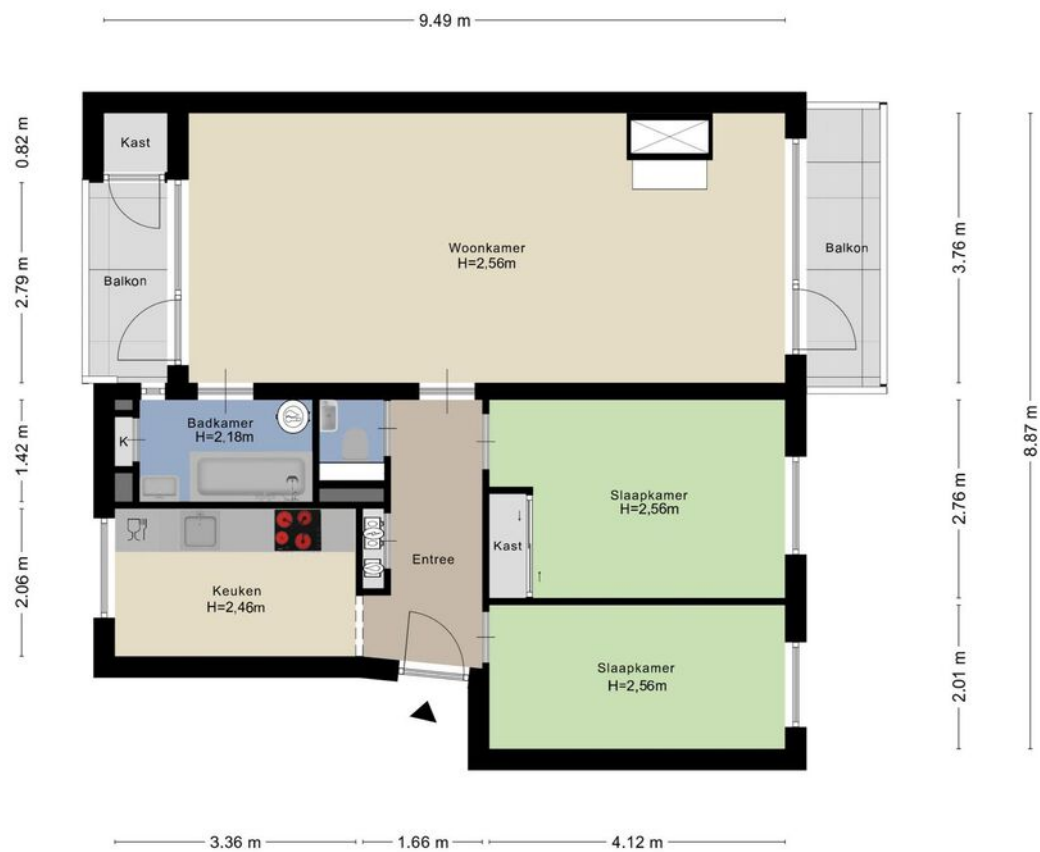 9.49 m
0.82 m
Kast
Woonkamer
H=2,56m
Balkon
3.76 m
2.79 m
Balkon
8.87 m
Badkamer
H=2,18m
K
1.42 m
Slaapkamer
H=2,56m
2.76 m
Kast
Entree
2.06 m
Keuken
H=2,46m
Slaapkamer
H=2,56m
2.01 m
3.36 m
1.66 m
4.12 m